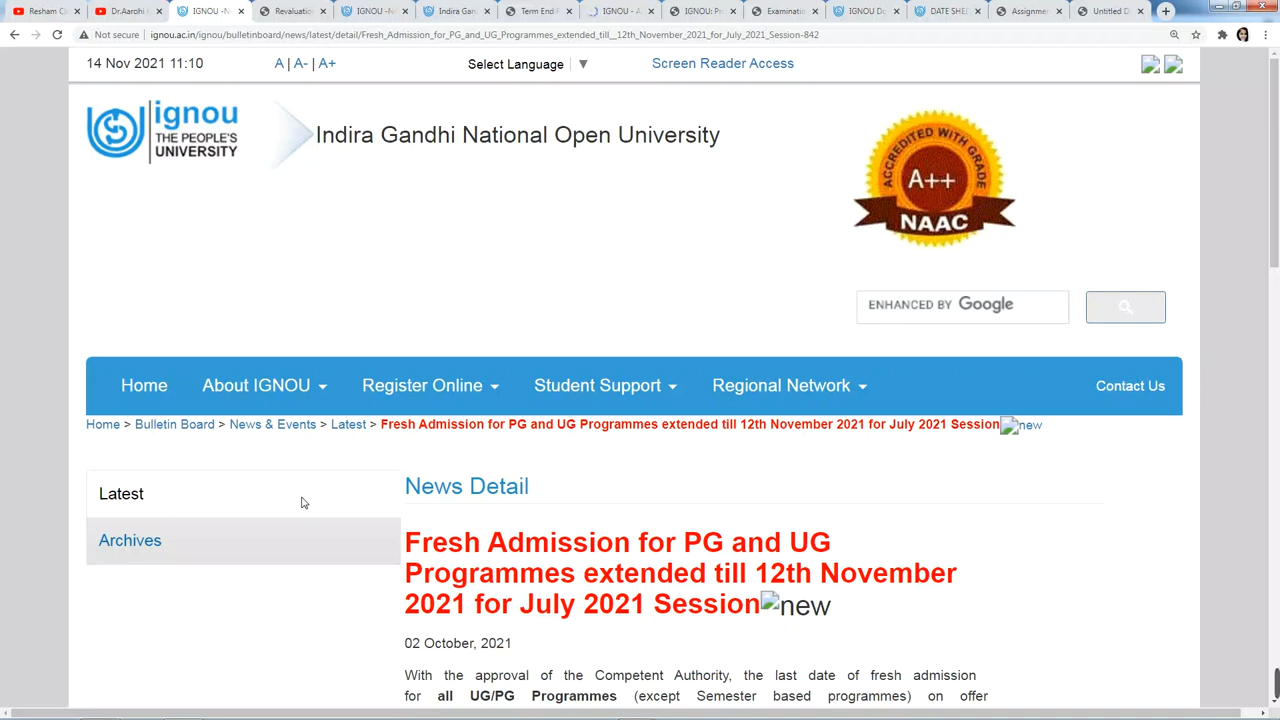 Resham Cl
Dr.Aarohi
IGNOU -N
Revaluation
IGNOU -N
Indira Gan
Term End
IGNOU - A
IGNOU: R
Examinatio
IGNOU Do
DATE SHE
Assignmen
Untitled D
Not secure | ignou.ac.in/ignou/bulletinboard/news/latest/detail/Fresh_Admission_for_PG_and_UG_Programmes_extended_till__12th_November_2021_for_July_2021_Session-842
14 Nov 2021 11:10 A | A- | A+ Select Language ▼ Screen Reader Access
ignou
THE PEOPLE'S
UNIVERSITY
Indira Gandhi National Open University
ACCREDITED WITH GRADE
A++
NAAC
ENHANCED BY Google
Home About IGNOU Register Online Student Support Regional Network Contact Us
Home > Bulletin Board > News & Events > Latest > Fresh Admission for PG and UG Programmes extended till 12th November 2021 for July 2021 Session new
Latest
Archives
News Detail
Fresh Admission for PG and UG
Programmes extended till 12th November
2021 for July 2021 Session new
02 October, 2021
With the approval of the Competent Authority, the last date of fresh admission
for all UG/PG Programmes (except Semester based programmes) on offer